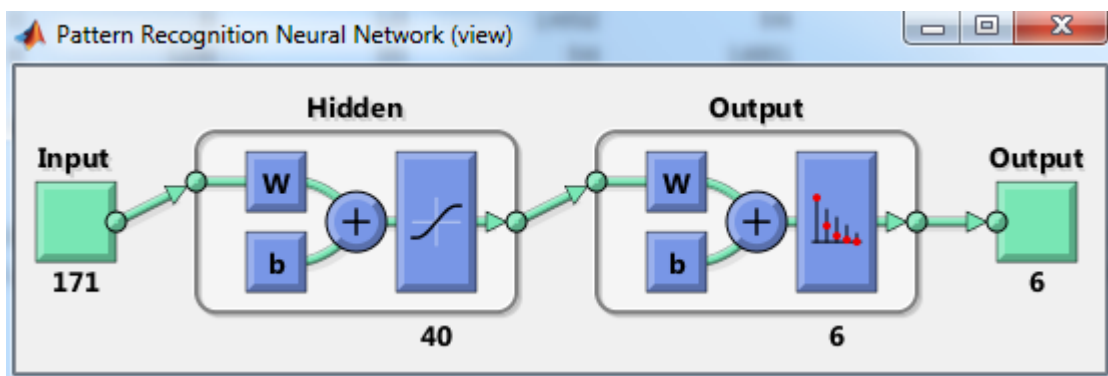 Pattern Recognition Neural Network (view)
Hidden
Output
Input
Output
W
W
b
b
171
6
40
6